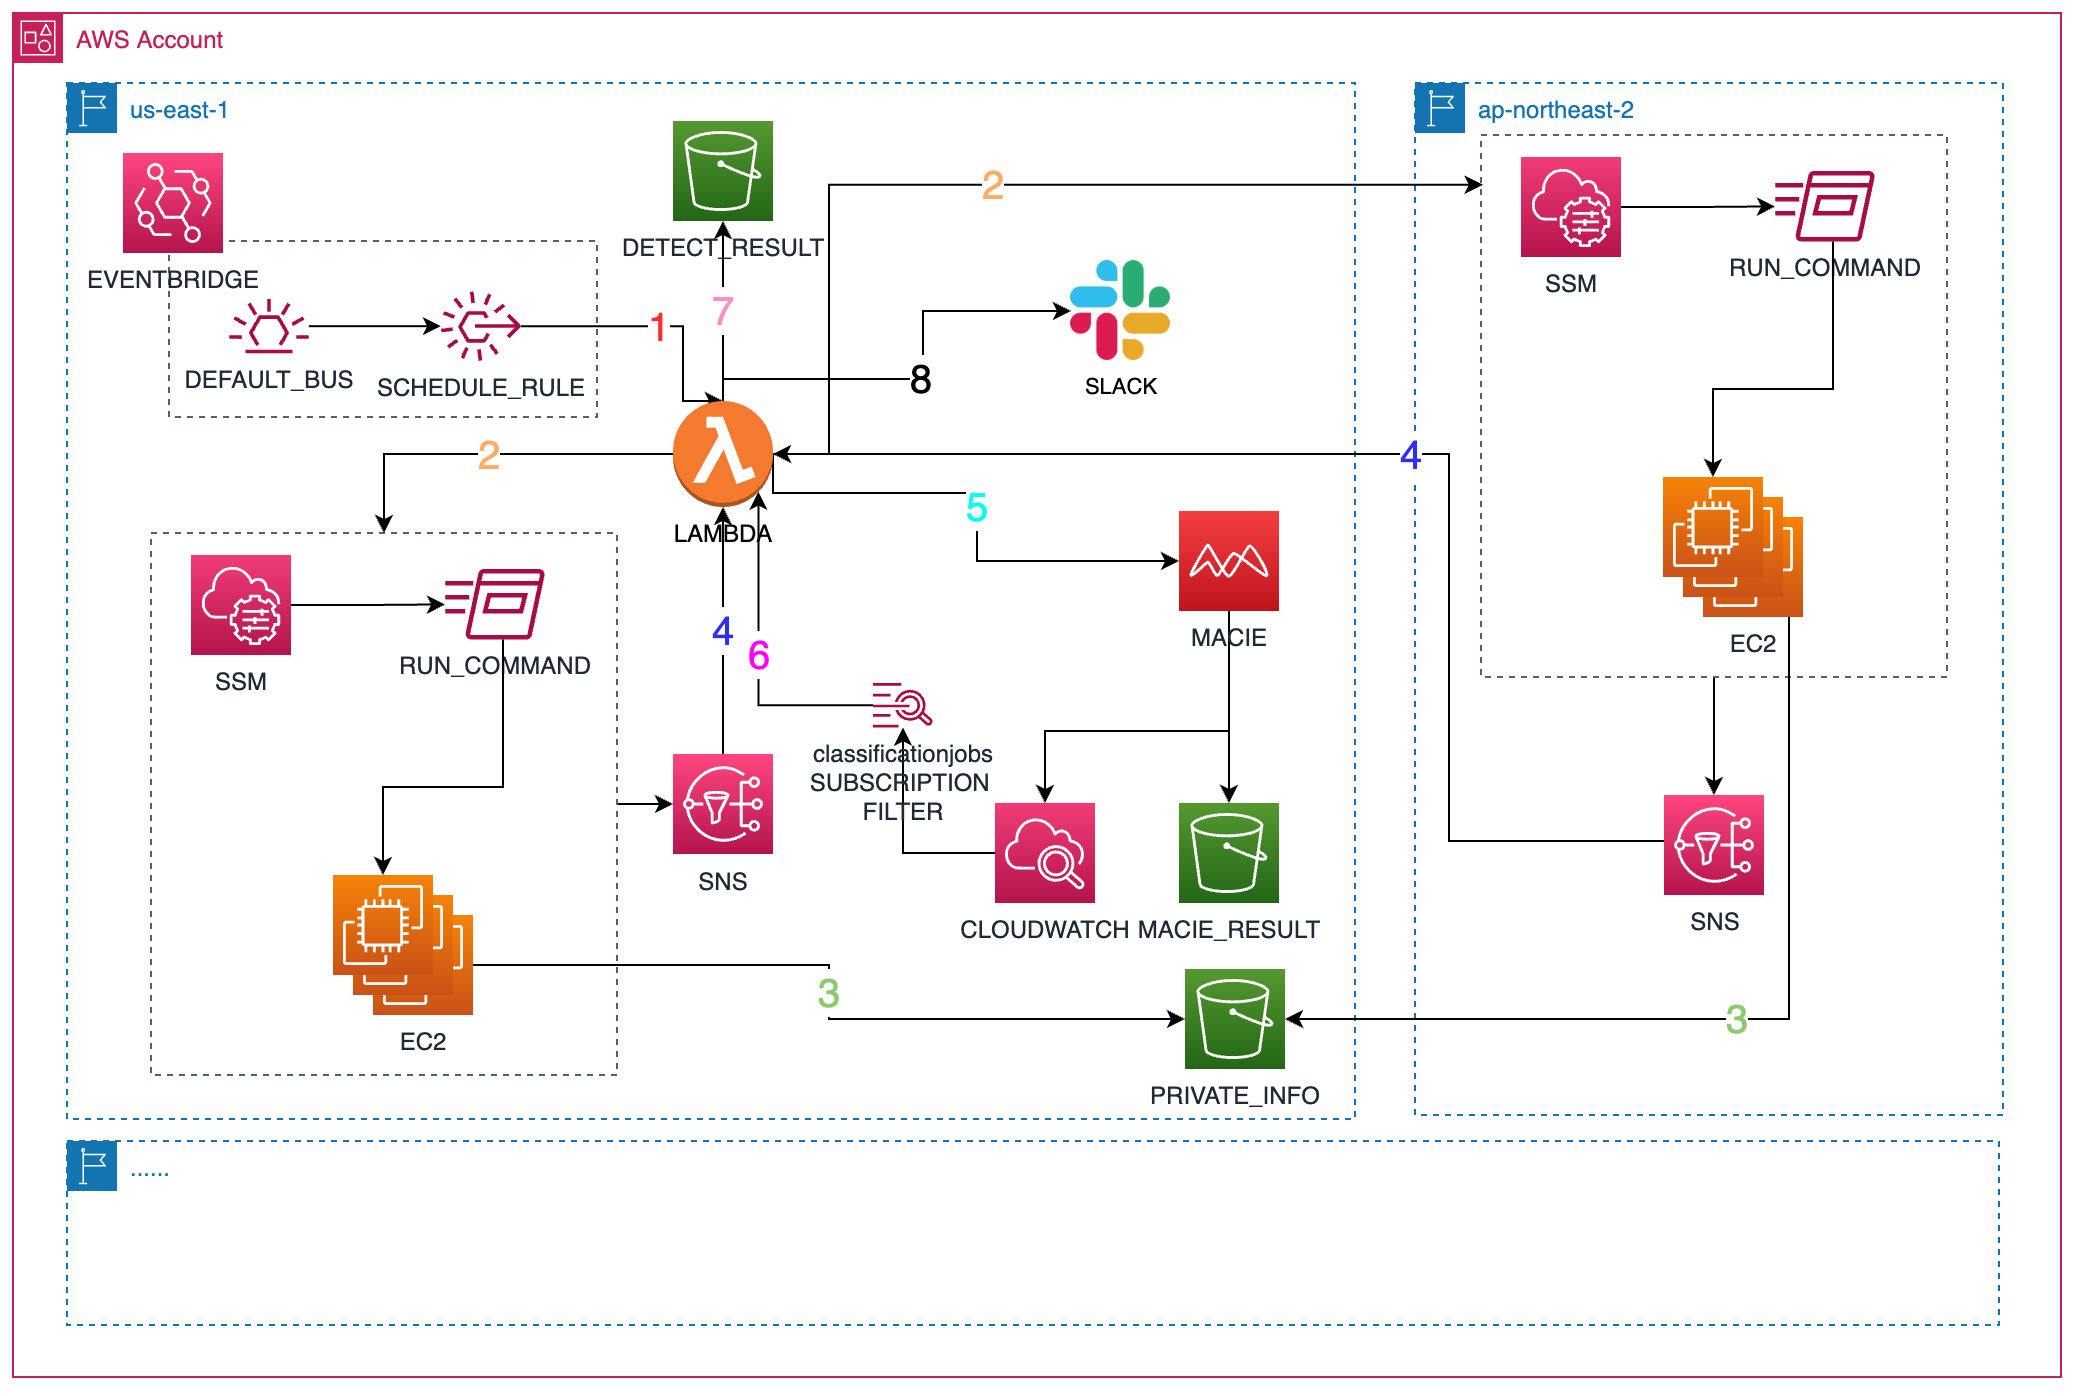 AWS Account
us-east-1
ap-northeast-2
EVENTBRIDGE
DEFAULT_BUS
SCHEDULE_RULE
1
DETECT_RESULT
7
2
SLACK
8
SSM
RUN_COMMAND
2
LAMBDA
4
5
SSM
RUN_COMMAND
4
6
MACIE
EC2
classificationjobs
SUBSCRIPTION
FILTER
SNS
CLOUDWATCH
MACIE_RESULT
SNS
EC2
3
PRIVATE_INFO
3
......